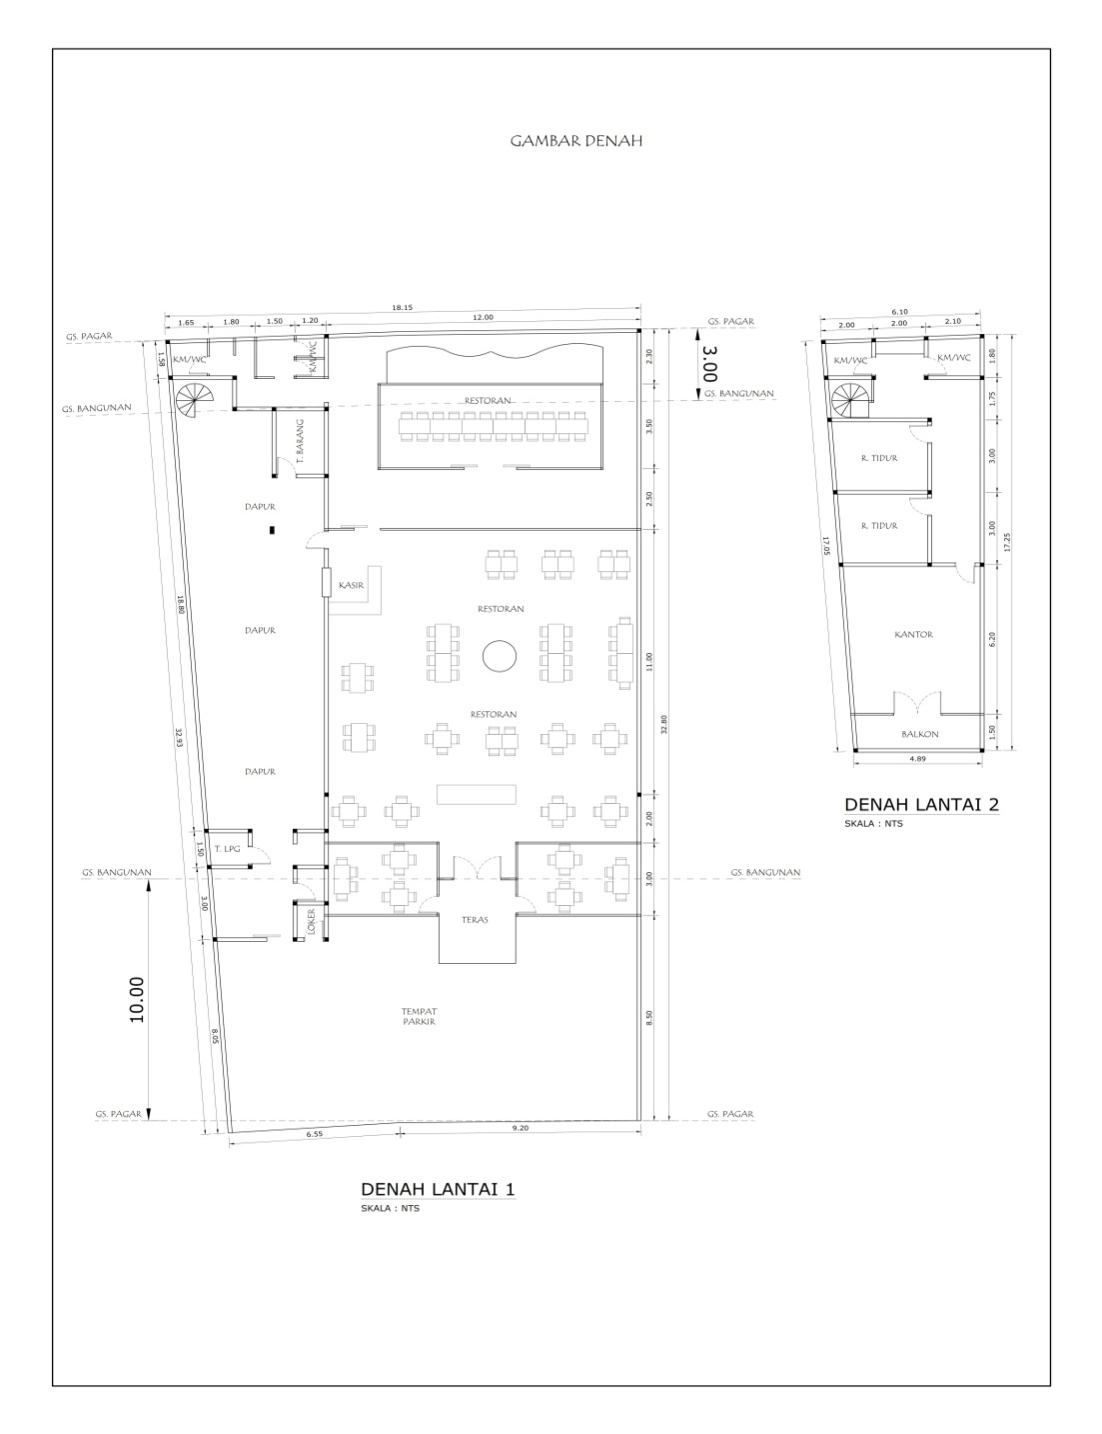 GAMBAR DENAH
18.15
1.65
1.80
1.50
1.20
12.00
GS. PAGAR
GS. PAGAR
KM/WC
KM/WC
1.58
2.30
3.00
GS. BANGUNAN
GS. BANGUNAN
RESTORAN
T. BARANG
3.50
DAPUR
2.50
KASIR
RESTORAN
18.80
DAPUR
11.00
RESTORAN
32.80
32.93
DAPUR
2.00
T. LPG
1.50
GS. BANGUNAN
GS. BANGUNAN
3.00
3.00
LOKER
TERAS
10.00
TEMPAT
PARKIR
8.50
8.05
GS. PAGAR
GS. PAGAR
6.55
9.20
DENAH LANTAI 1
SKALA : NTS
6.10
2.00
2.00
2.10
KM/WC
KM/WC
1.80
1.75
R. TIDUR
3.00
R. TIDUR
3.00
17.05
17.25
KANTOR
6.20
BALKON
1.50
4.89
DENAH LANTAI 2
SKALA : NTS